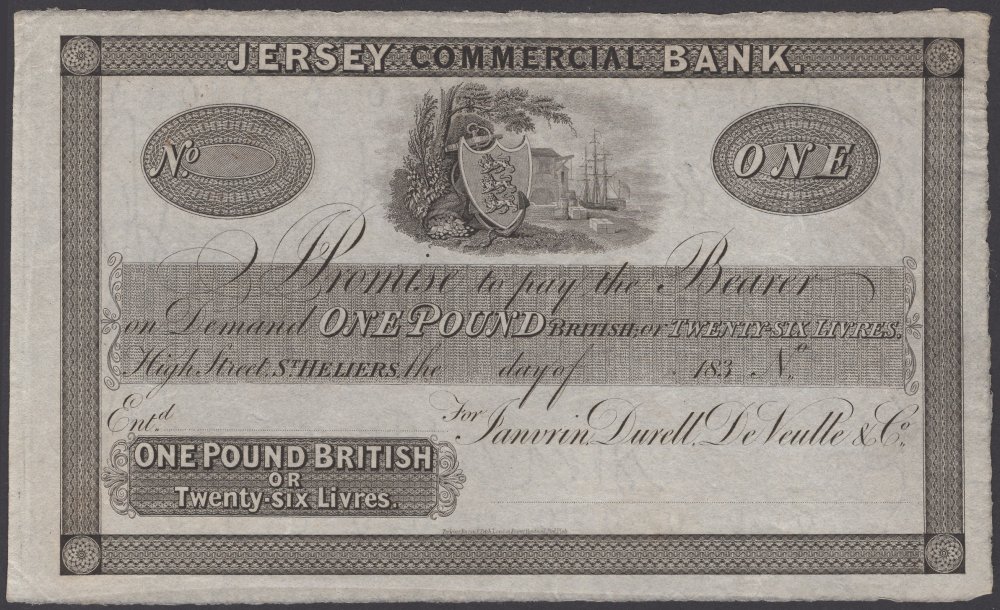 JERSEY COMMERCIAL BANK.
No.
ONE
I Promise to pay the Bearer
on Demand ONE POUND BRITISH, or TWENTY-SIX LIVRES.
High Street, ST. HELIERS, the day of 183 No.
Entd.
For Janvrin, Durell, De Veulle & Co.
ONE POUND BRITISH
OR
Twenty-six Livres.